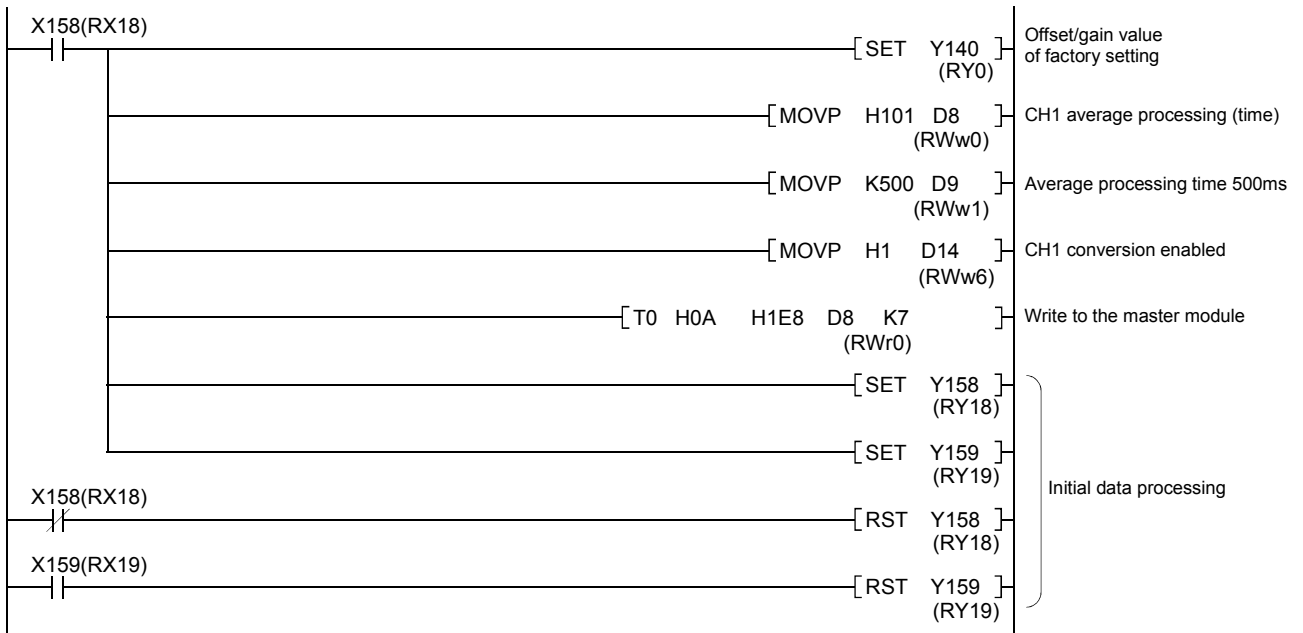 X158(RX18)
SET Y140
(RY0)
Offset/gain value
of factory setting
MOVP H101 D8
(RWw0)
CH1 average processing (time)
MOVP K500 D9
(RWw1)
Average processing time 500ms
MOVP H1 D14
(RWw6)
CH1 conversion enabled
T0 H0A H1E8 D8 K7
(RWr0)
Write to the master module
SET Y158
(RY18)
SET Y159
(RY19)
Initial data processing
X158(RX18)
RST Y158
(RY18)
X159(RX19)
RST Y159
(RY19)